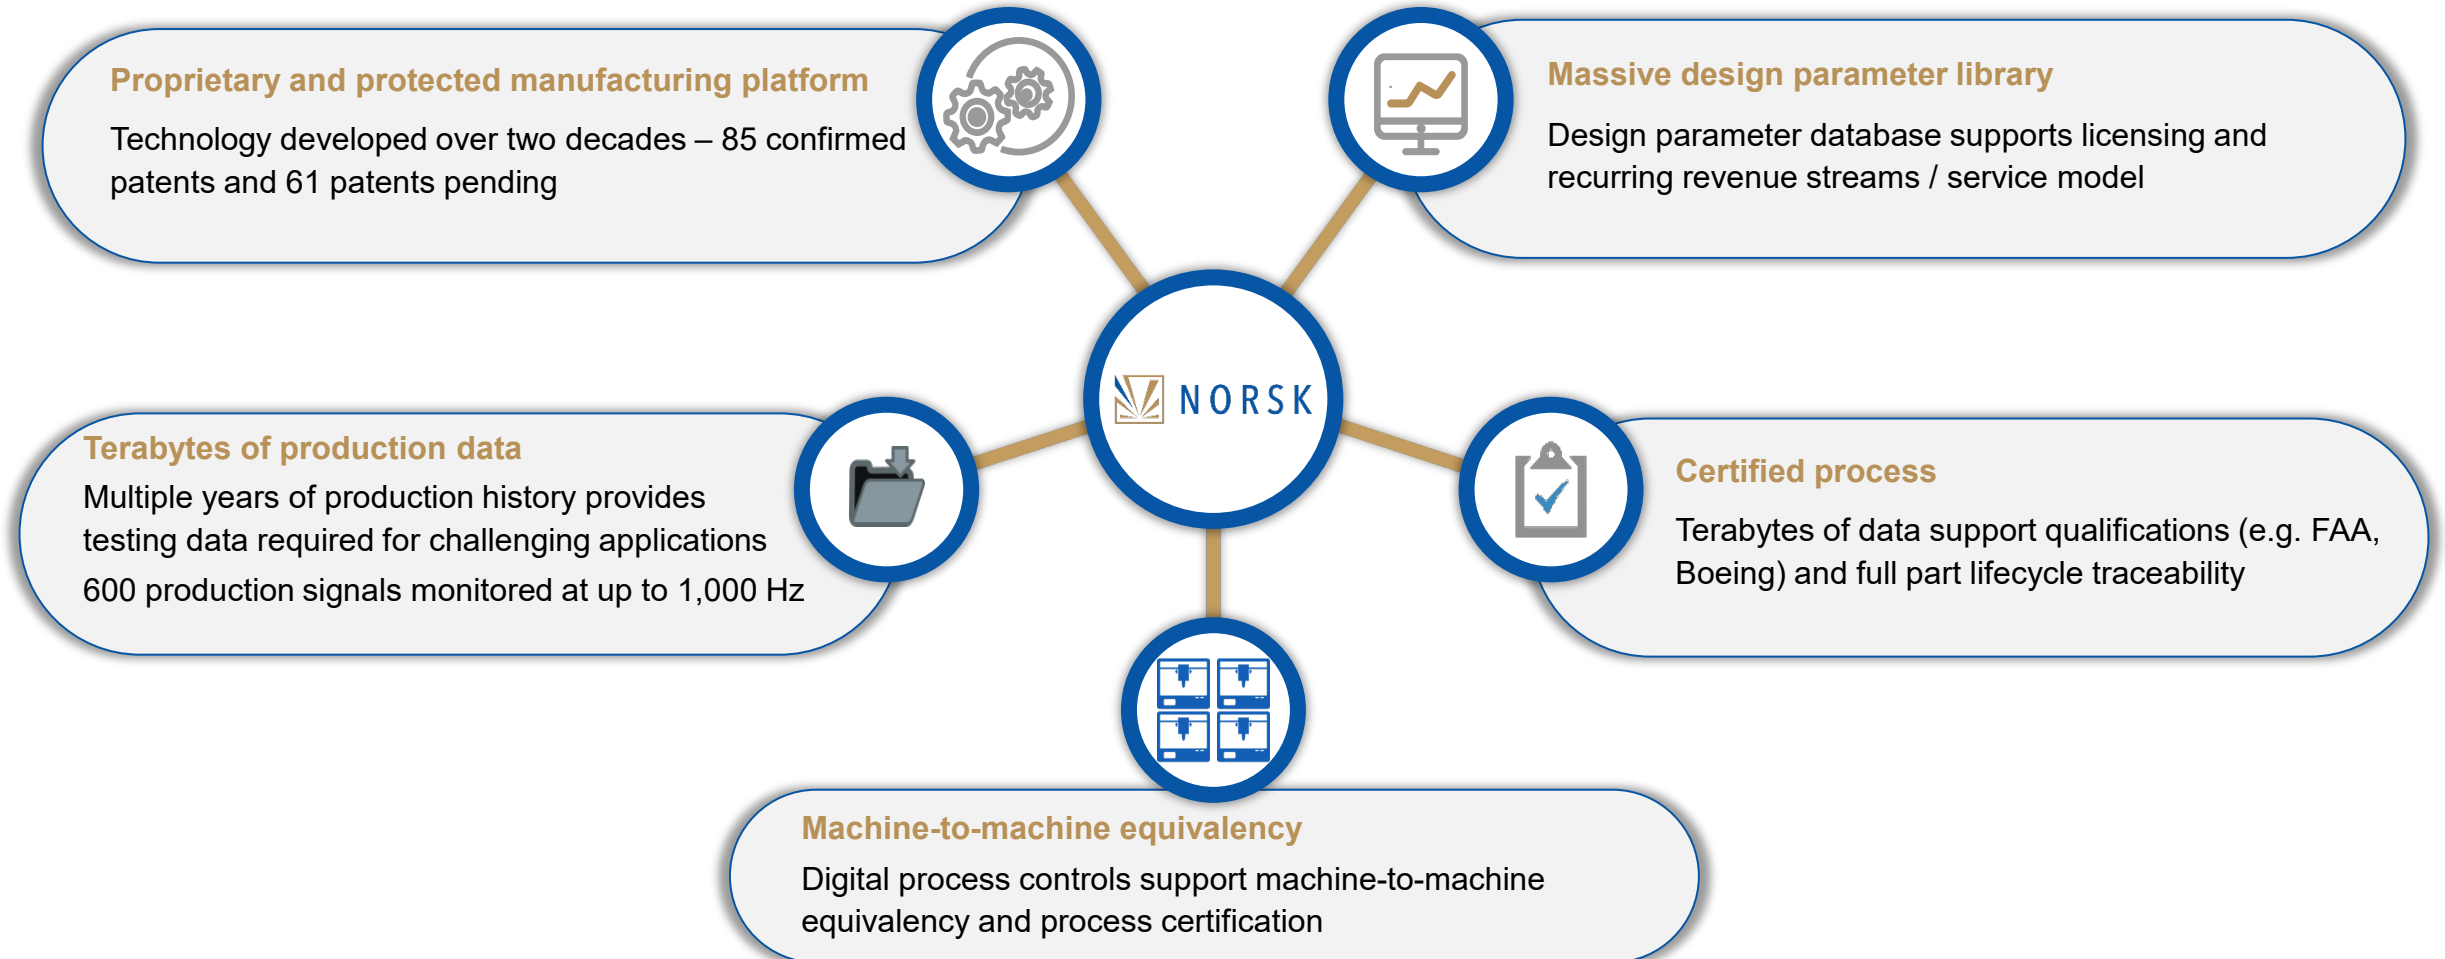 Proprietary and protected manufacturing platform
Technology developed over two decades – 85 confirmed
patents and 61 patents pending
Massive design parameter library
Design parameter database supports licensing and
recurring revenue streams / service model
NORSK
Terabytes of production data
Multiple years of production history provides
testing data required for challenging applications
600 production signals monitored at up to 1,000 Hz
Certified process
Terabytes of data support qualifications (e.g. FAA,
Boeing) and full part lifecycle traceability
Machine-to-machine equivalency
Digital process controls support machine-to-machine
equivalency and process certification